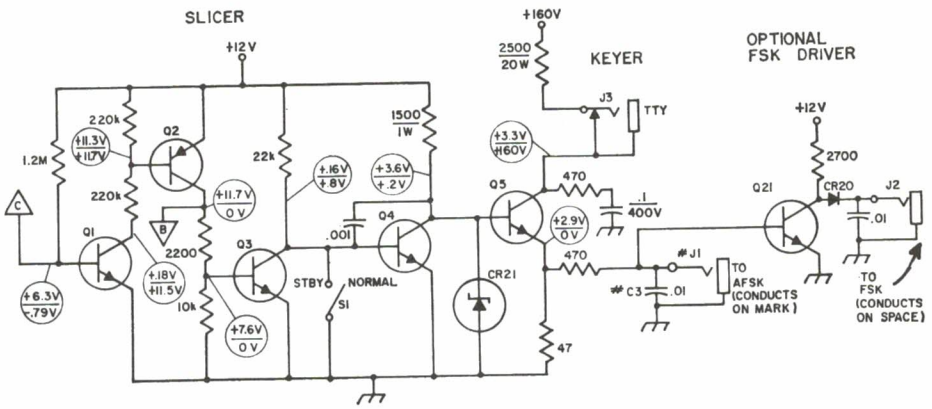 SLICER
+12V
+160V
2500
20W
KEYER
OPTIONAL
FSK DRIVER
J3
TTY
+12V
220k
Q2
+11.3V
+11.7V
1.2M
220k
22k
1500
1W
+.16V
+.8V
+3.6V
+.2V
+3.3V
+160V
2700
CR20
J2
Q5
470
.1
400V
Q21
.01
C
B
+11.7V
0V
Q1
2200
Q3
.001
Q4
+2.9V
0V
470
#J1
+6.3V
-.79V
+.18V
+11.5V
10k
+7.6V
0V
STBY
NORMAL
S1
CR21
#C3
.01
TO
AFSK
(CONDUCTS
ON MARK)
TO
FSK
(CONDUCTS
ON SPACE)
47